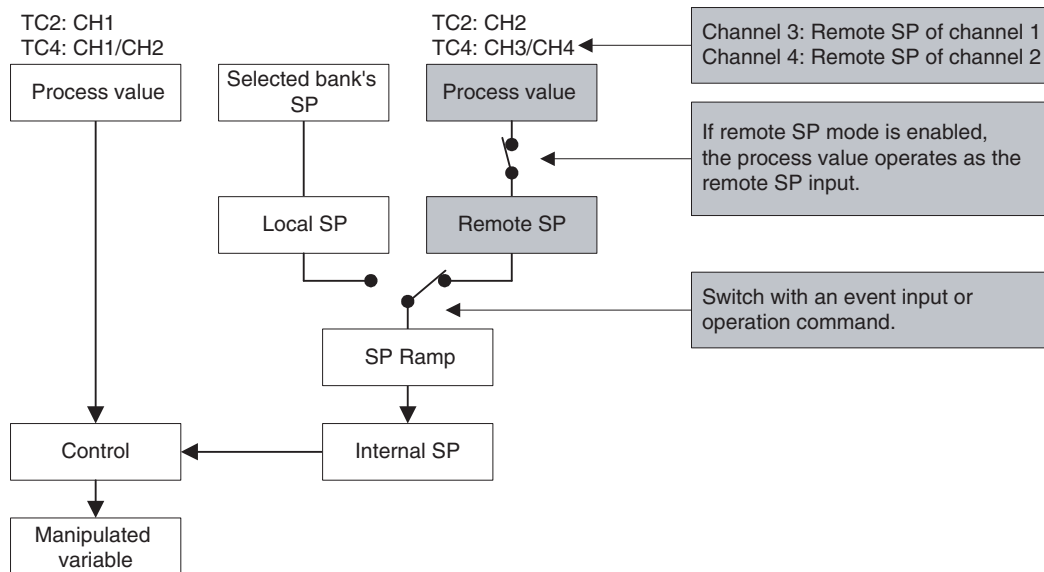 TC2: CH1
TC4: CH1/CH2
TC2: CH2
TC4: CH3/CH4
Channel 3: Remote SP of channel 1
Channel 4: Remote SP of channel 2
Process value
Selected bank's
SP
Process value
If remote SP mode is enabled,
the process value operates as the
remote SP input.
Local SP
Remote SP
Switch with an event input or
operation command.
SP Ramp
Control
Internal SP
Manipulated
variable